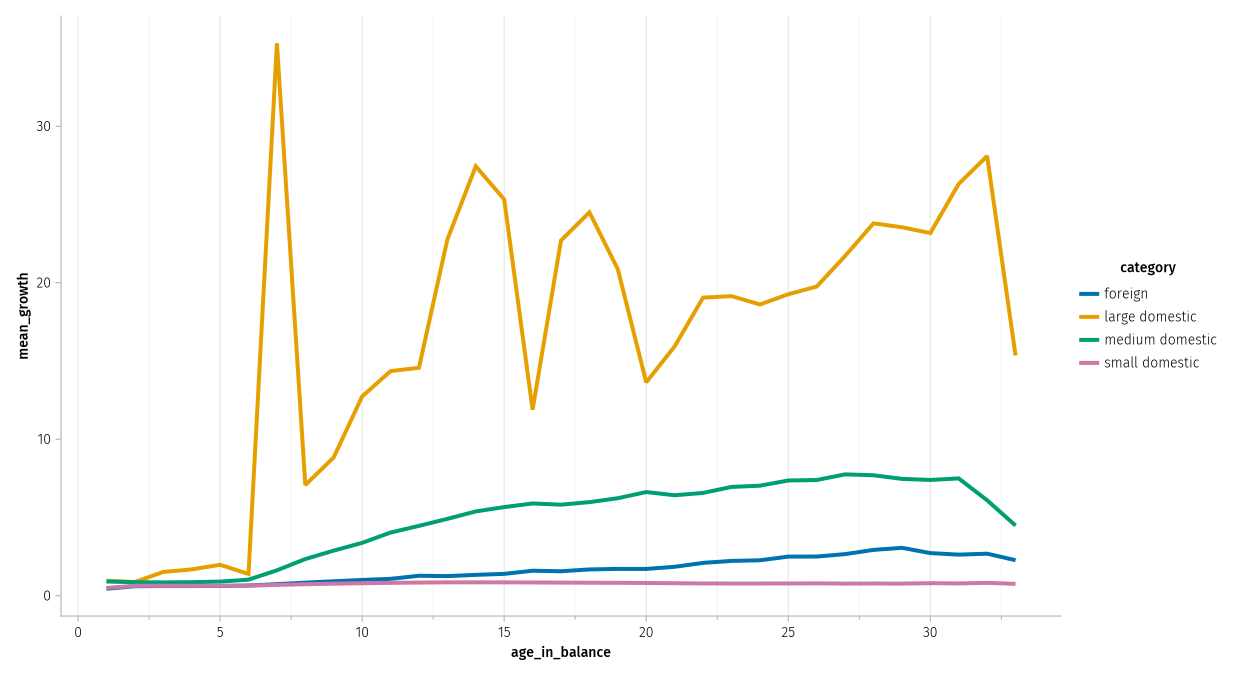 mean_growth
30
20
10
0
0 5 10 15 20 25 30
age_in_balance
category
foreign
large domestic
medium domestic
small domestic